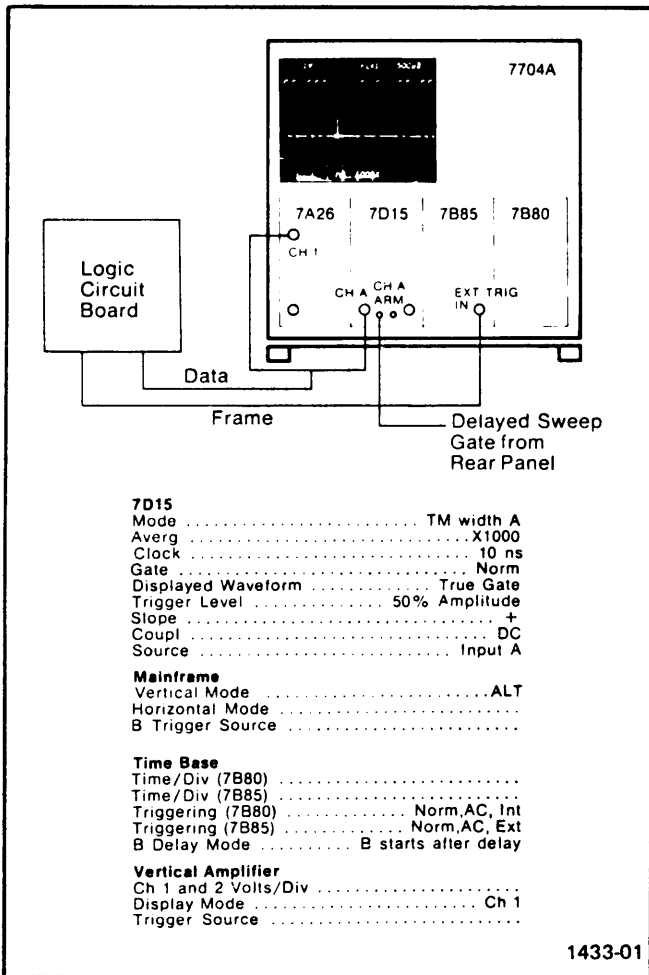 7704A
7A26 7D15 7B85 7B80
CH 1
CH A
CH A
ARM
EXT TRIG
IN
Logic
Circuit
Board
Data
Frame
Delayed Sweep
Gate from
Rear Panel
7D15
Mode ........................ TM width A
Averg ............................ X1000
Clock ............................ 10 ns
Gate ............................. Norm
Displayed Waveform ............. True Gate
Trigger Level ............ 50% Amplitude
Slope ............................ +
Coupl ............................ DC
Source ........................ Input A
Mainframe
Vertical Mode ........................ ALT
Horizontal Mode ........................
B Trigger Source ........................
Time Base
Time/Div (7B80) ........................
Time/Div (7B85) ........................
Triggering (7B80) ............ Norm,AC, Int
Triggering (7B85) ............ Norm,AC, Ext
B Delay Mode .......... B starts after delay
Vertical Amplifier
Ch 1 and 2 Volts/Div ....................
Display Mode ........................ Ch 1
Trigger Source ........................
1433-01